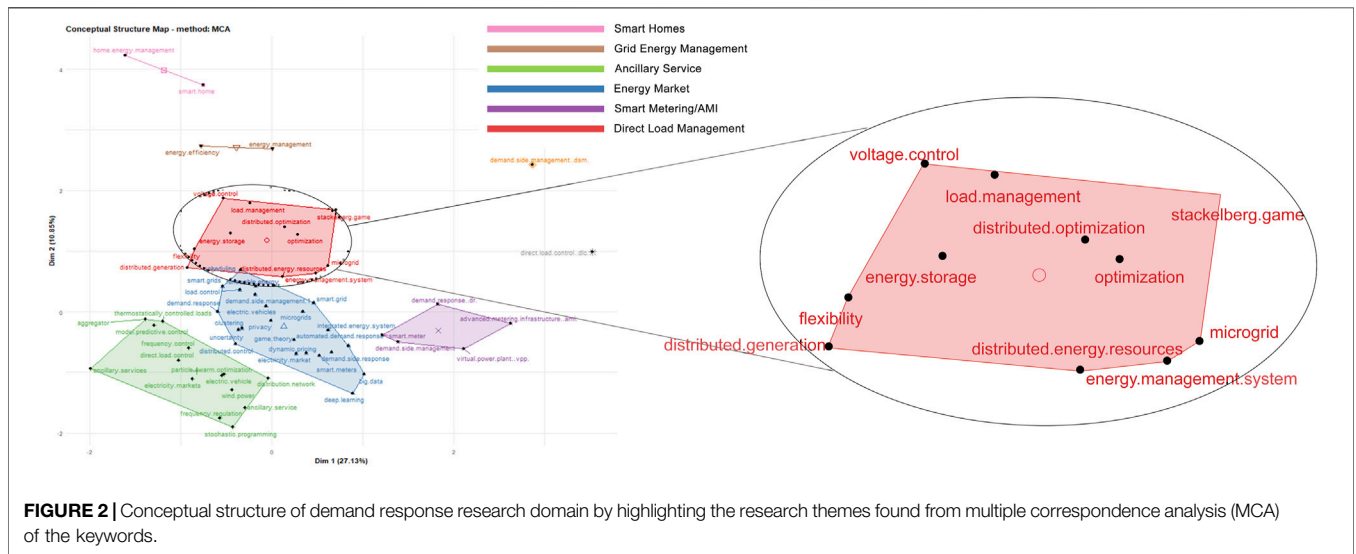 Conceptual Structure Map - method: MCA
Smart Homes
Grid Energy Management
Ancillary Service
Energy Market
Smart Metering/AMI
Direct Load Management
Dim 2 (10.85%)
4
2
0
-2
home.energy.management
smart.home
energy.efficiency
energy.management
demand.side.management..dsm.
voltage.control
load.management
stackelberg.game
distributed.optimization
energy.storage
optimization
flexibility
distributed.generation
distributed.energy.resources
microgrid
energy.management.system
smart.grids
load.control
demand.response
demand.side.management.1
smart.grid
electric.vehicles
microgrids
clustering
privacy
integrated.energy.system
uncertainty
game.theory
automated.demand.response
distributed.control
dynamic.pricing
electricity.market
demand.side.response
smart.meters
big.data
deep.learning
thermostatically.controlled.loads
aggregator
model.predictive.control
frequency.control
direct.load.control
ancillary.services
particle.swarm.optimization
electricity.markets
electric.vehicle
distribution.network
wind.power
ancillary.service
frequency.regulation
stochastic.programming
demand.response..dr.
advanced.metering.infrastructure..ami.
smart.meter
demand.side.management
virtual.power.plant..vpp.
-2
0
2
Dim 1 (27.13%)
voltage.control
load.management
stackelberg.game
distributed.optimization
energy.storage
optimization
flexibility
microgrid
distributed.generation
distributed.energy.resources
energy.management.system
FIGURE 2 | Conceptual structure of demand response research domain by highlighting the research themes found from multiple correspondence analysis (MCA)
of the keywords.